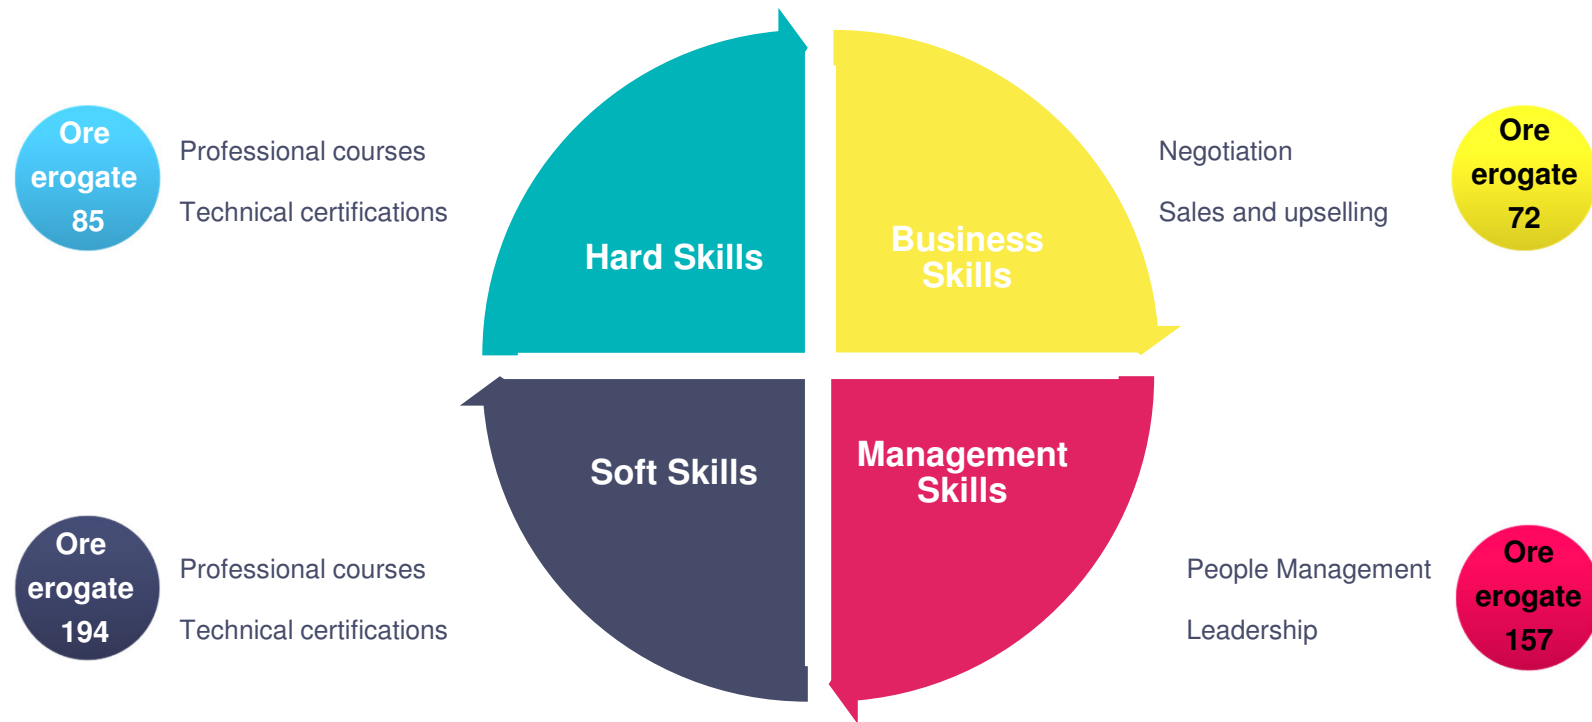 Ore
erogate
85
Professional courses
Technical certifications
Hard Skills
Business
Skills
Negotiation
Sales and upselling
Ore
erogate
72
Ore
erogate
194
Professional courses
Technical certifications
Soft Skills
Management
Skills
People Management
Leadership
Ore
erogate
157